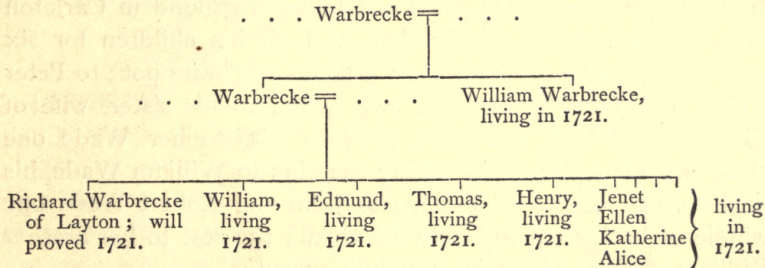 . . . Warbrecke = . . .
. . . Warbrecke = . . . William Warbrecke,
living in 1721.
Richard Warbrecke William, Edmund, Thomas, Henry, Jenet
of Layton; will living living living living Ellen
proved 1721. 1721. 1721. 1721. 1721. Katherine
Alice
living
in
1721.